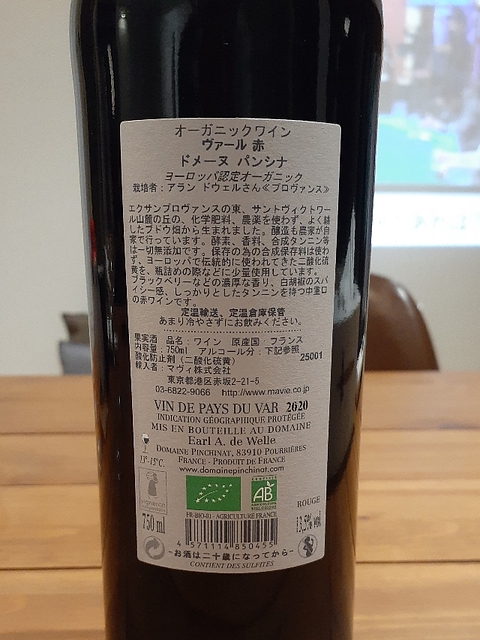 オーガニックワイン
ヴァール 赤
ドメーヌ パンシナ
ヨーロッパ認定オーガニック
栽培者：アラン ドウェルさん≪プロヴァンス≫
エクサンプロヴァンスの東、サントヴィクトワー
ル山麓の丘の、化学肥料、農薬を使わず、よく耕
したブドウ畑から生まれました。醸造も農家が自
家で行っています。酵素、香料、合成タンニン等
は一切無添加です。保存の為の合成保存料は使わ
ず、ヨーロッパで伝統的に使われてきた二酸化硫
黄を、瓶詰めの際などに少量使用しています。
ブラックベリーなどの濃厚な香り、白胡椒のスパ
イシー感、しっかりとしたタンニンを持つ中重口
の赤ワインです。
定温輸送、定温倉庫保管
あまり冷やさずにお飲みください。
果実酒 品名：ワイン 原産国 フランス
内容量：750ml アルコール分：下記参照
酸化防止剤（二酸化硫黄） 25001
輸入者：マヴィ株式会社
東京都港区赤坂2-21-5
03-6822-9066 http://www.mavie.co.jp
VIN DE PAYS DU VAR 2020
INDICATION GÉOGRAPHIQUE PROTÉGÉE
MIS EN BOUTEILLE AU DOMAINE
Earl A. de Welle
DOMAINE PINCHINAT, 83910 POURRIÈRES
FRANCE - PRODUIT DE FRANCE
www.domainepinchinat.com
13°-15°C.
AB
ROUGE
FR-BIO-01 - AGRICULTURE FRANCE
750 ml
13,5% vol.
4 571114 850455
-お酒は二十歳になってから-
CONTIENT DES SULFITES